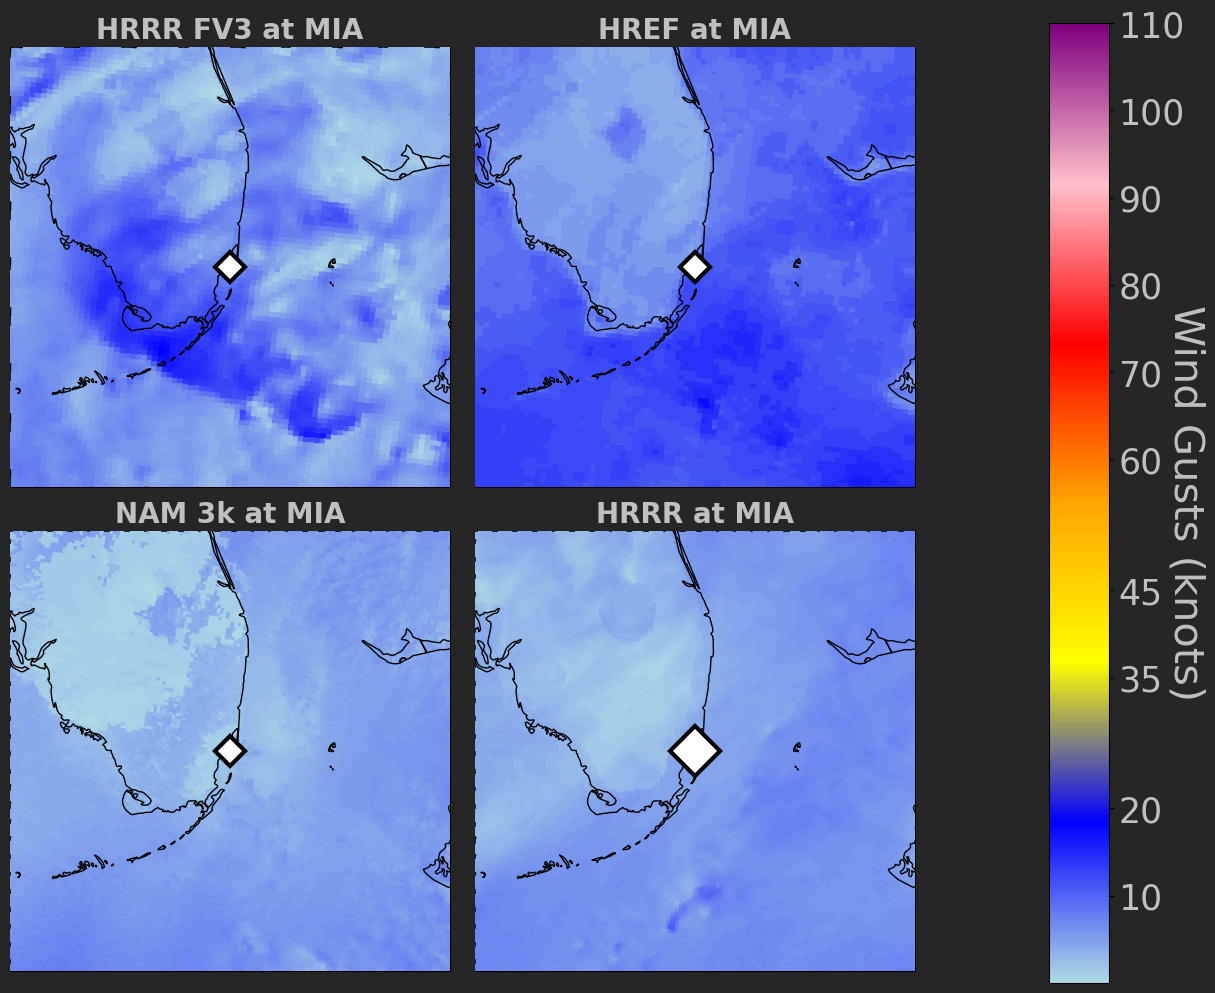 HRRR FV3 at MIA
HREF at MIA
NAM 3k at MIA
HRRR at MIA
110
100
90
80
70
60
45
35
20
10
Wind Gusts (knots)